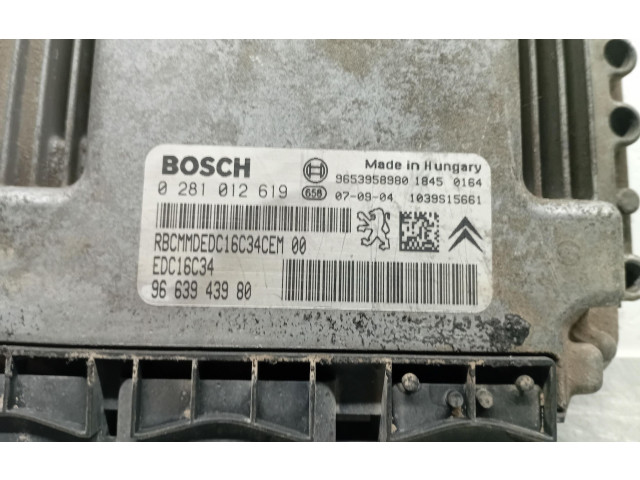 BOSCH
Made in Hungary
9653958980 1845 0164
0 281 012 619 658 07-09-04 1039S15661
RBCMMDEDC16C34CEM 00
EDC16C34
96 639 439 80